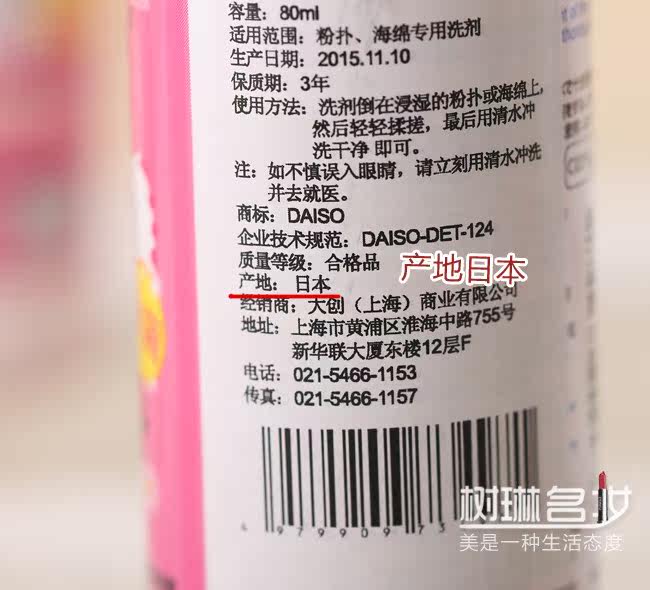 容量：80ml
适用范围：粉扑、海绵专用洗剂
生产日期：2015.11.10
保质期：3年
使用方法：洗剂倒在浸湿的粉扑或海绵上，
然后轻轻揉搓，最后用清水冲
洗干净 即可。
注：如不慎误入眼睛，请立刻用清水冲洗
并去就医。
商标：DAISO
企业技术规范：DAISO-DET-124
质量等级：合格品
产地：日本
产地日本
经销商：大创（上海）商业有限公司
地址：上海市黄浦区淮海中路755号
新华联大厦东楼12层F
电话：021-5466-1153
传真：021-5466-1157
4 979909 73
树琳名妆
美是一种生活态度